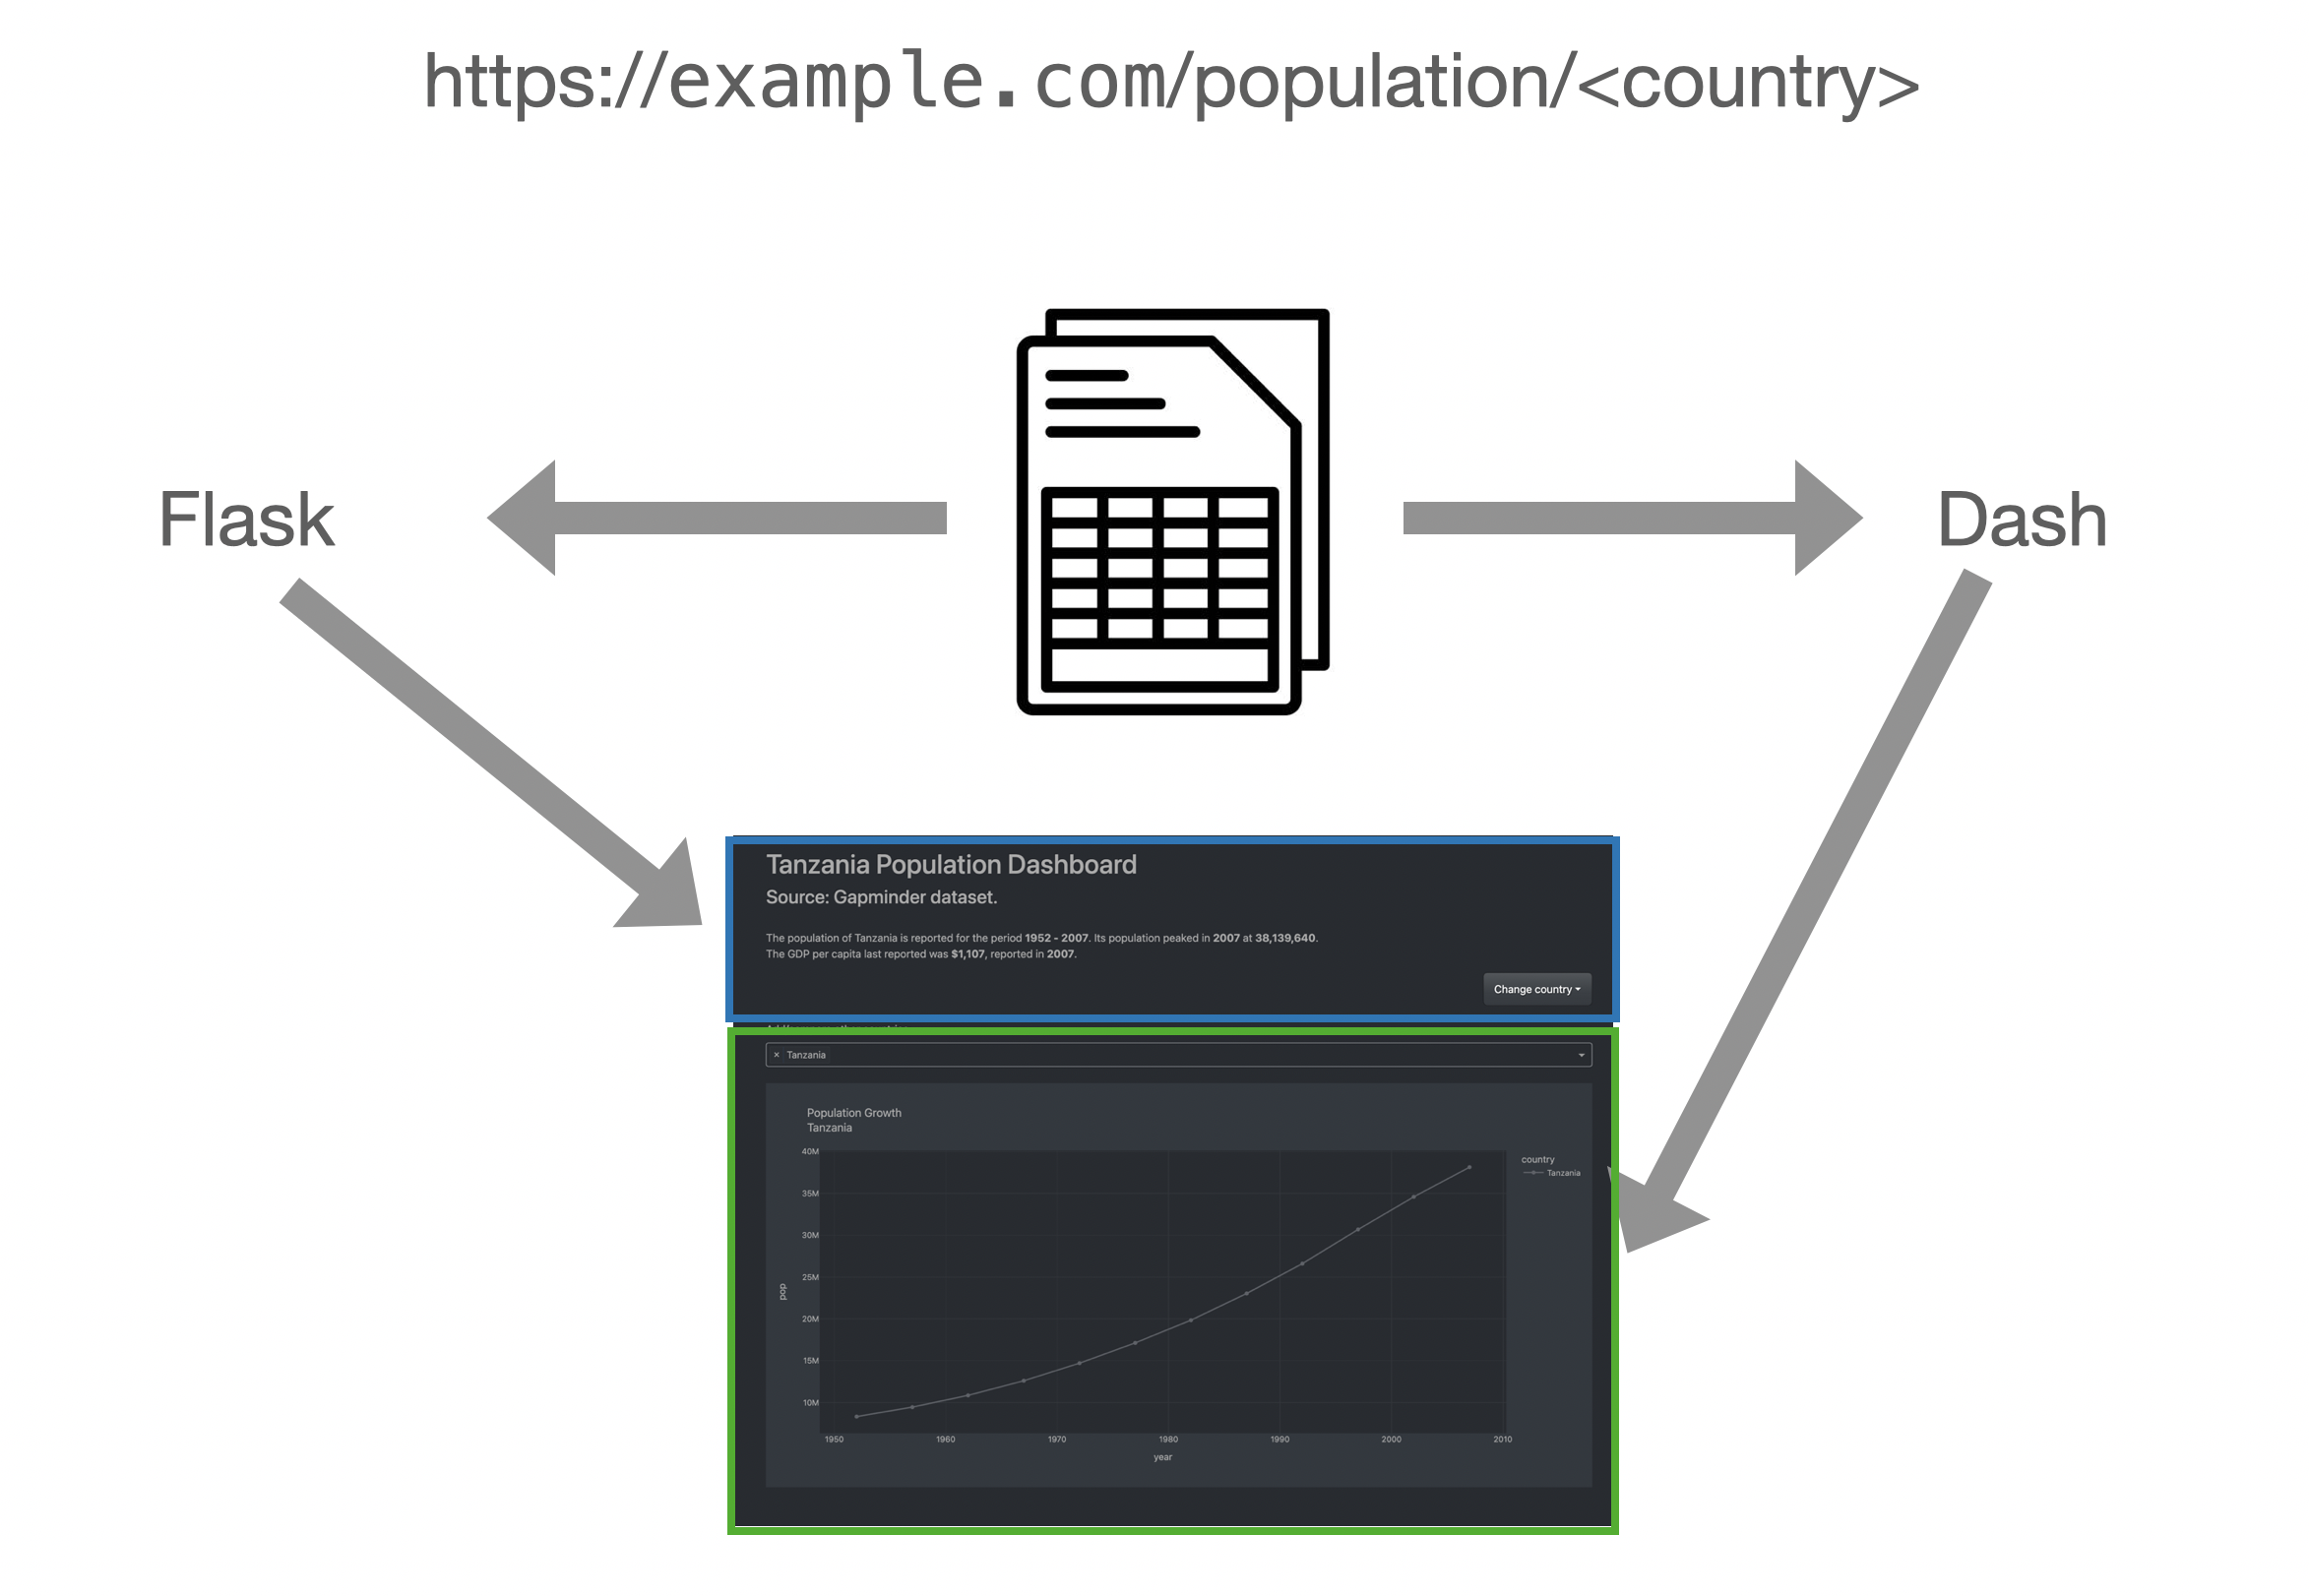 https://example.com/population/<country>
Flask
Dash
Tanzania Population Dashboard
Source: Gapminder dataset.
The population of Tanzania is reported for the period 1952 - 2007. Its population peaked in 2007 at 38,139,640.
The GDP per capita last reported was $1,107, reported in 2007.
Change country
× Tanzania
Population Growth
Tanzania
country
Tanzania
40M
35M
30M
25M
20M
15M
10M
pop
1950 1960 1970 1980 1990 2000 2010
year